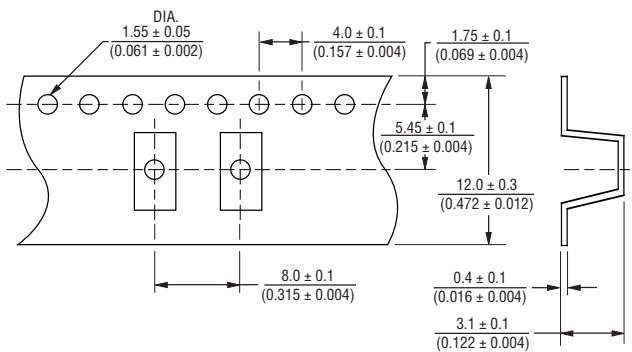 DIA.
1.55 ± 0.05
(0.061 ± 0.002)
4.0 ± 0.1
(0.157 ± 0.004)
1.75 ± 0.1
(0.069 ± 0.004)
5.45 ± 0.1
(0.215 ± 0.004)
12.0 ± 0.3
(0.472 ± 0.012)
8.0 ± 0.1
(0.315 ± 0.004)
0.4 ± 0.1
(0.016 ± 0.004)
3.1 ± 0.1
(0.122 ± 0.004)